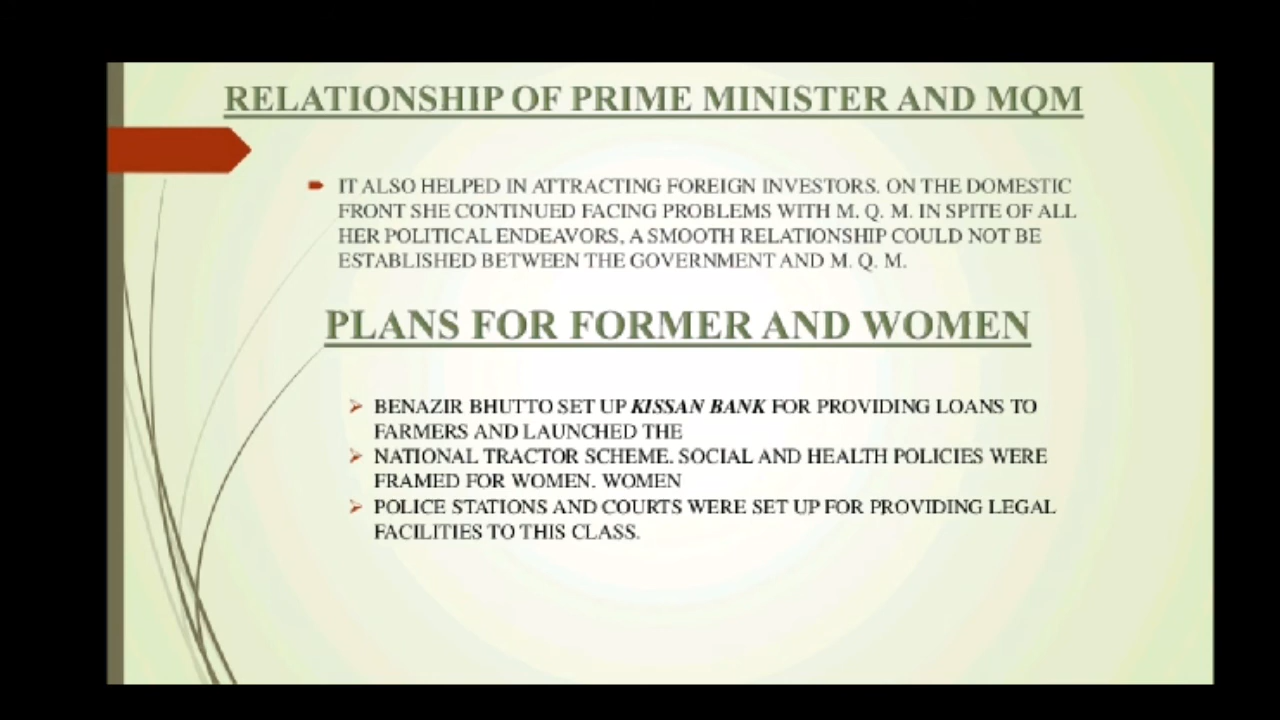 RELATIONSHIP OF PRIME MINISTER AND MQM
IT ALSO HELPED IN ATTRACTING FOREIGN INVESTORS. ON THE DOMESTIC
FRONT SHE CONTINUED FACING PROBLEMS WITH M. Q. M. IN SPITE OF ALL
HER POLITICAL ENDEAVORS, A SMOOTH RELATIONSHIP COULD NOT BE
ESTABLISHED BETWEEN THE GOVERNMENT AND M. Q. M.
PLANS FOR FORMER AND WOMEN
BENAZIR BHUTTO SET UP KISSAN BANK FOR PROVIDING LOANS TO
FARMERS AND LAUNCHED THE
NATIONAL TRACTOR SCHEME. SOCIAL AND HEALTH POLICIES WERE
FRAMED FOR WOMEN. WOMEN
POLICE STATIONS AND COURTS WERE SET UP FOR PROVIDING LEGAL
FACILITIES TO THIS CLASS.